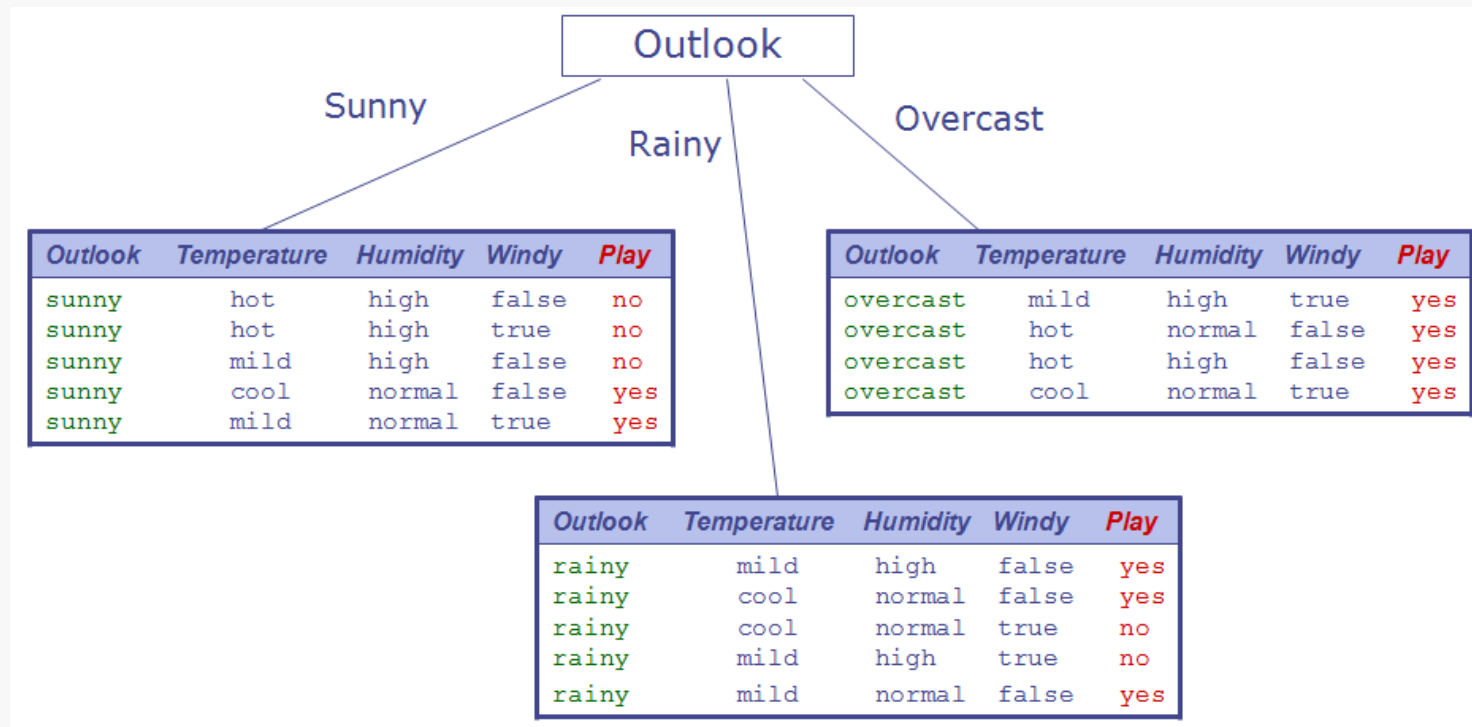 Outlook
Sunny
Rainy
Overcast
Outlook Temperature Humidity Windy Play
sunny hot high false no
sunny hot high true no
sunny mild high false no
sunny cool normal false yes
sunny mild normal true yes
Outlook Temperature Humidity Windy Play
overcast mild high true yes
overcast hot normal false yes
overcast hot high false yes
overcast cool normal true yes
Outlook Temperature Humidity Windy Play
rainy mild high false yes
rainy cool normal false yes
rainy cool normal true no
rainy mild high true no
rainy mild normal false yes